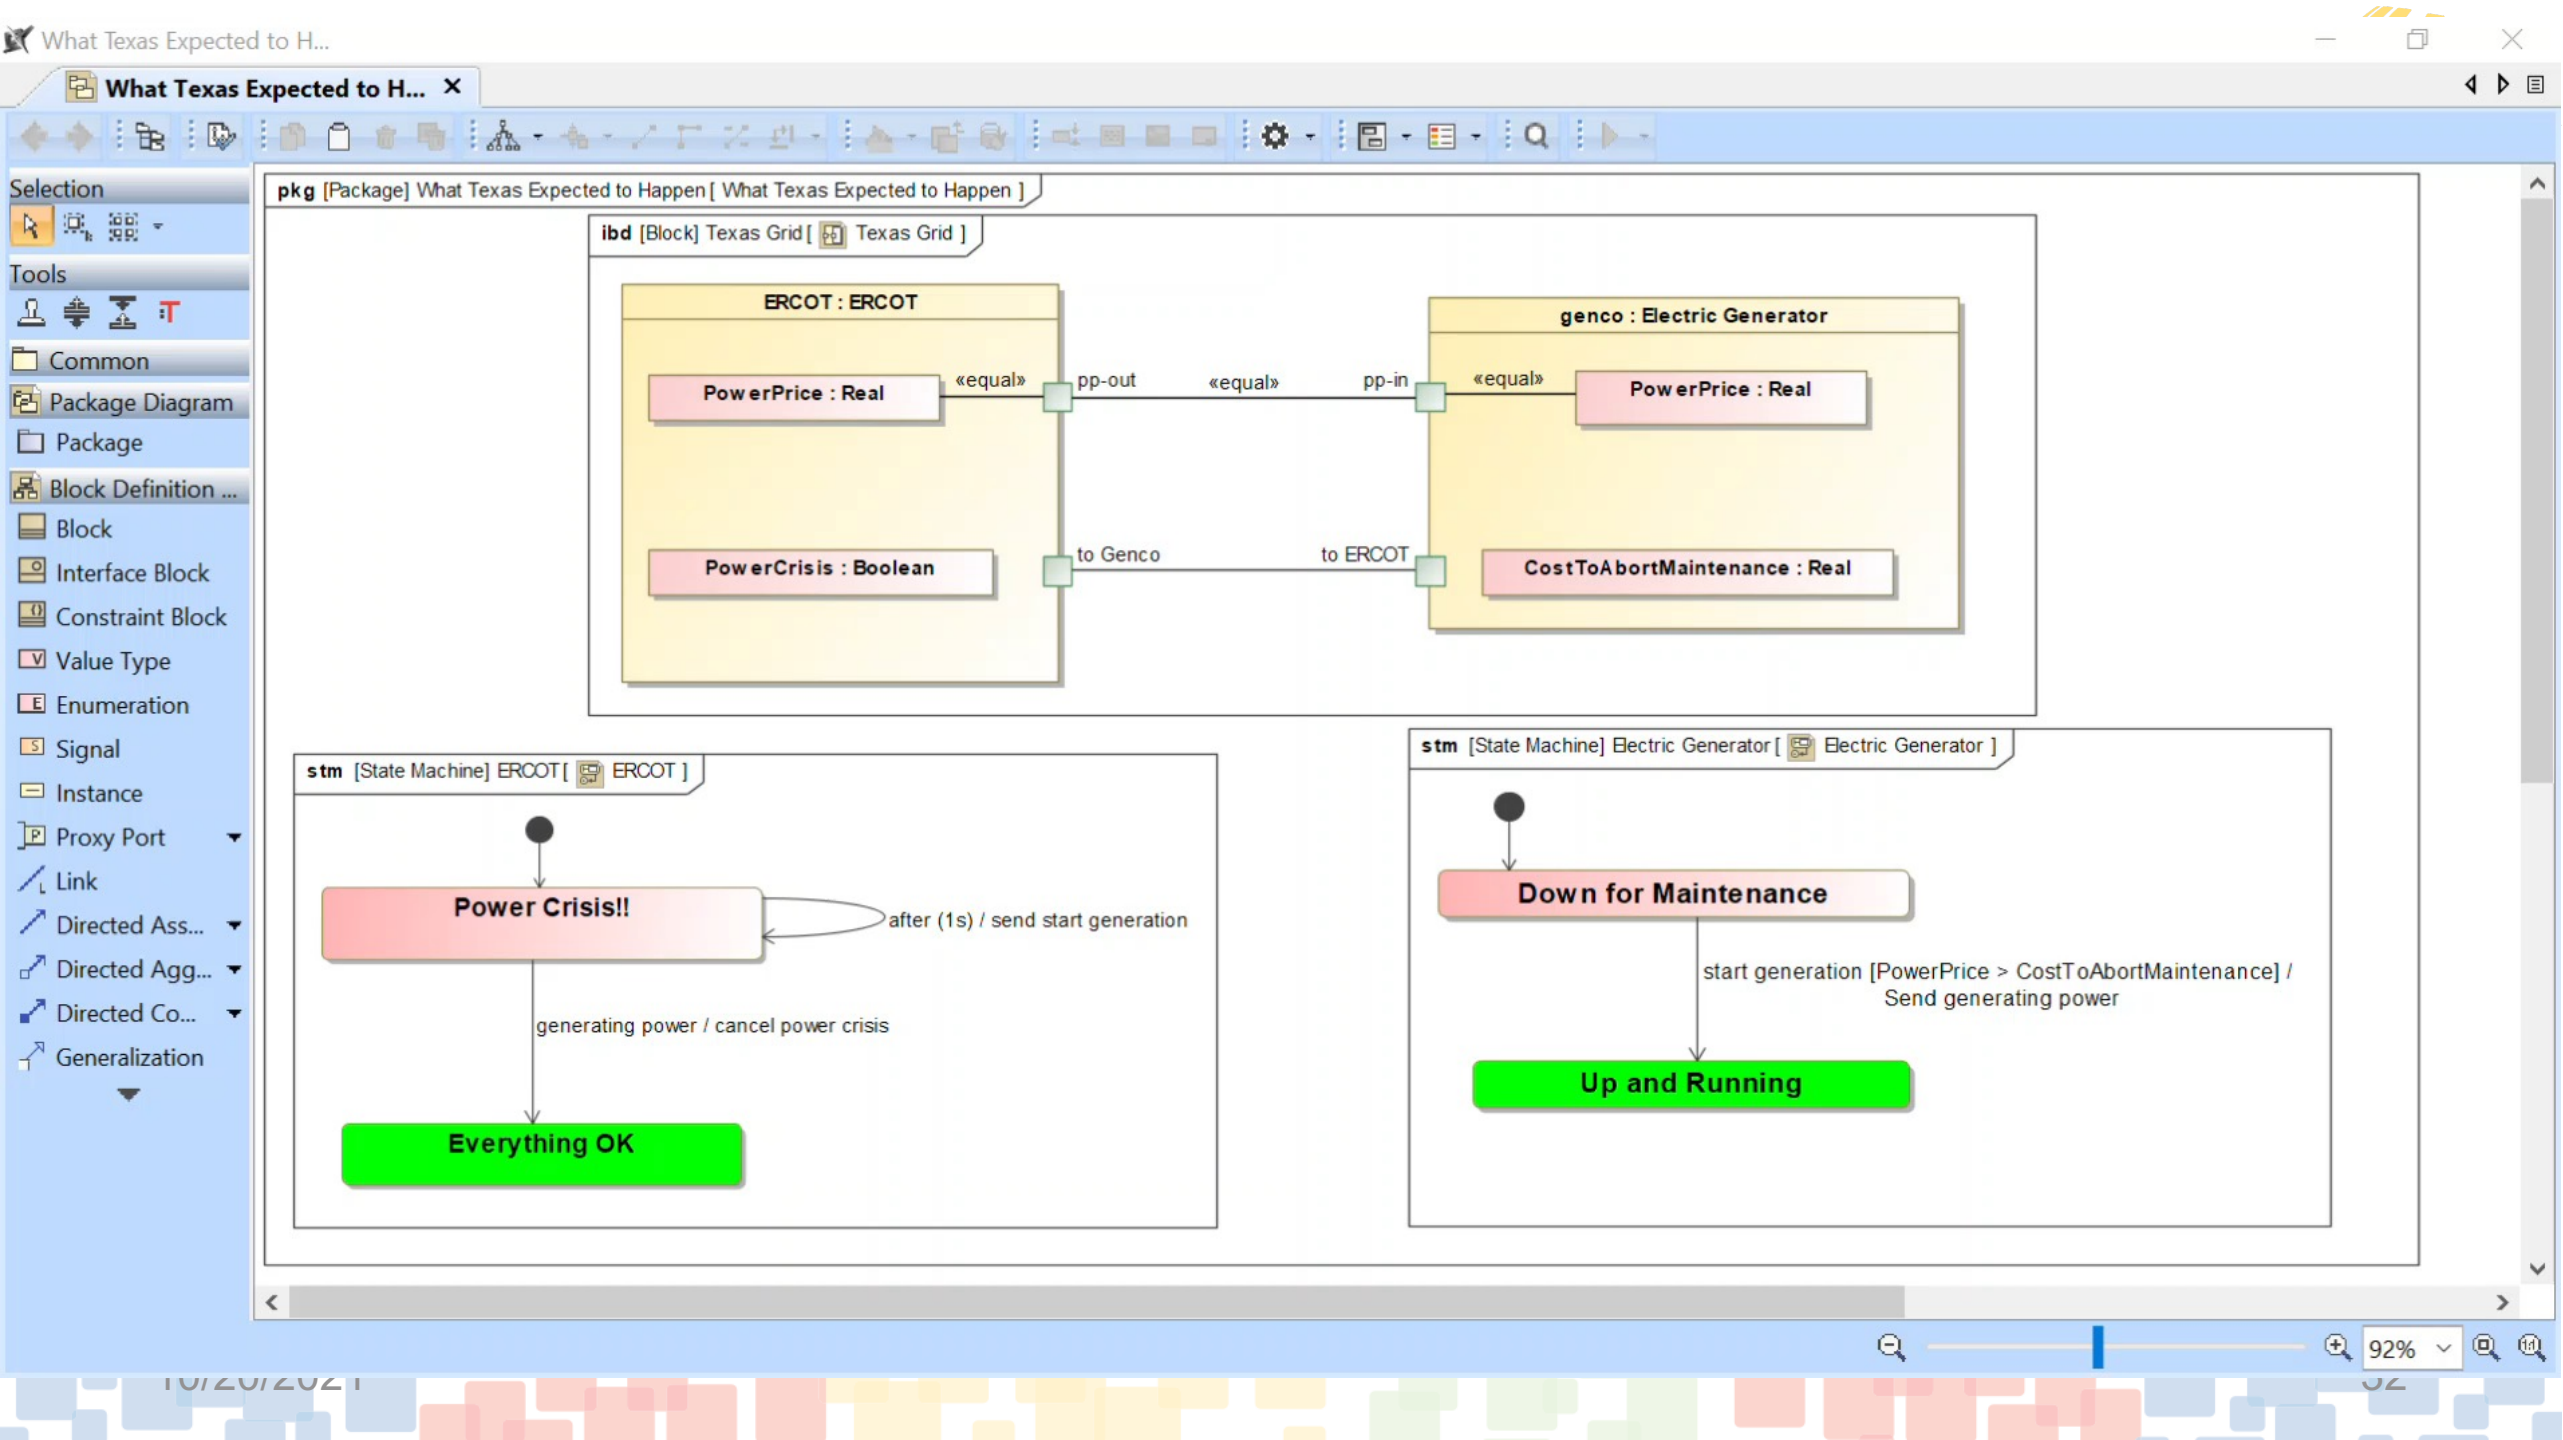 What Texas Expected to H...
What Texas Expected to H...
Selection
Tools
Common
Package Diagram
Package
Block Definition ...
Block
Interface Block
Constraint Block
Value Type
Enumeration
Signal
Instance
Proxy Port
Link
Directed Ass...
Directed Agg...
Directed Co...
Generalization
pkg [Package] What Texas Expected to Happen [ What Texas Expected to Happen ]
ibd [Block] Texas Grid [ Texas Grid ]
ERCOT : ERCOT
PowerPrice : Real
«equal»
pp-out
«equal»
pp-in
«equal»
genco : Electric Generator
PowerPrice : Real
PowerCrisis : Boolean
to Genco
to ERCOT
CostToAbortMaintenance : Real
stm [State Machine] ERCOT [ ERCOT ]
Power Crisis!!
after (1s) / send start generation
generating power / cancel power crisis
Everything OK
stm [State Machine] Electric Generator [ Electric Generator ]
Down for Maintenance
start generation [PowerPrice > CostToAbortMaintenance] /
Send generating power
Up and Running
92%
10/20/2021